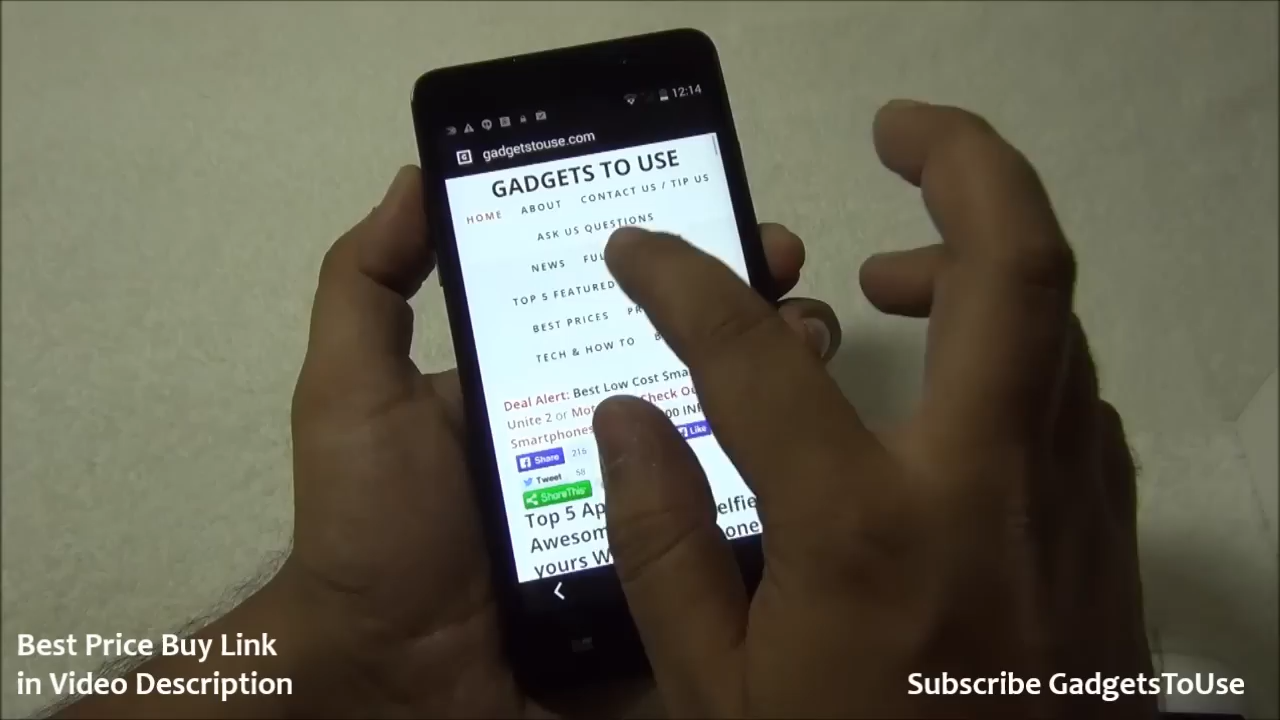 12:14
gadgetstouse.com
GADGETS TO USE
HOME ABOUT CONTACT US / TIP US
ASK US QUESTIONS
NEWS
TOP 5 FEATURED
BEST PRICES
TECH & HOW TO
Deal Alert: Best Low Cost
Unite 2 or Check
Smartphones
Share 216 Like
Tweet 58
ShareThis
Top 5
yours
Best Price Buy Link
in Video Description
Subscribe GadgetsToUse